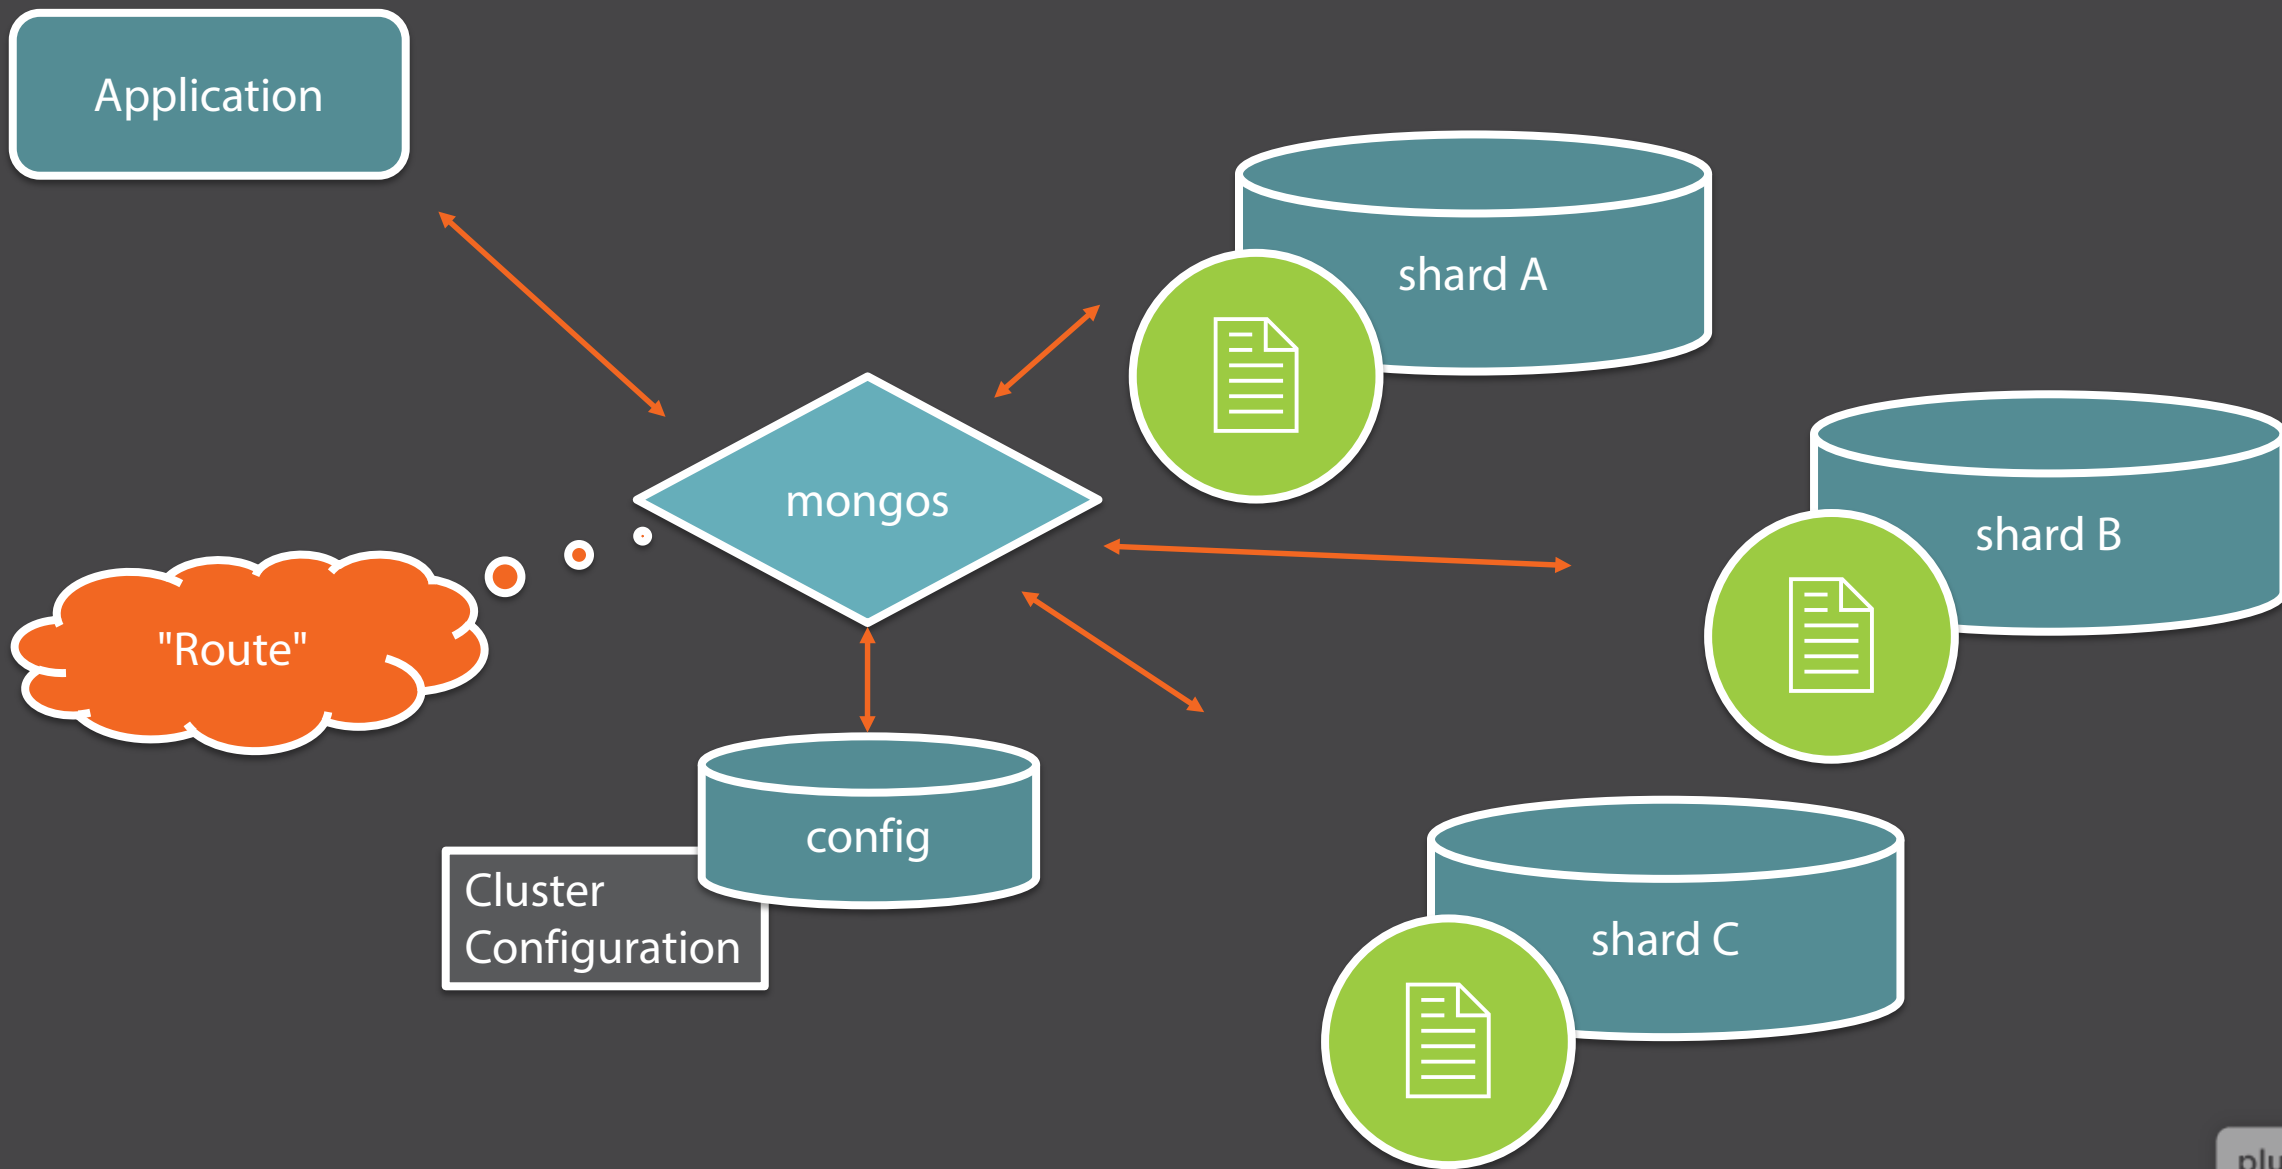 Application
shard A
mongos
shard B
"Route"
config
Cluster
Configuration
shard C